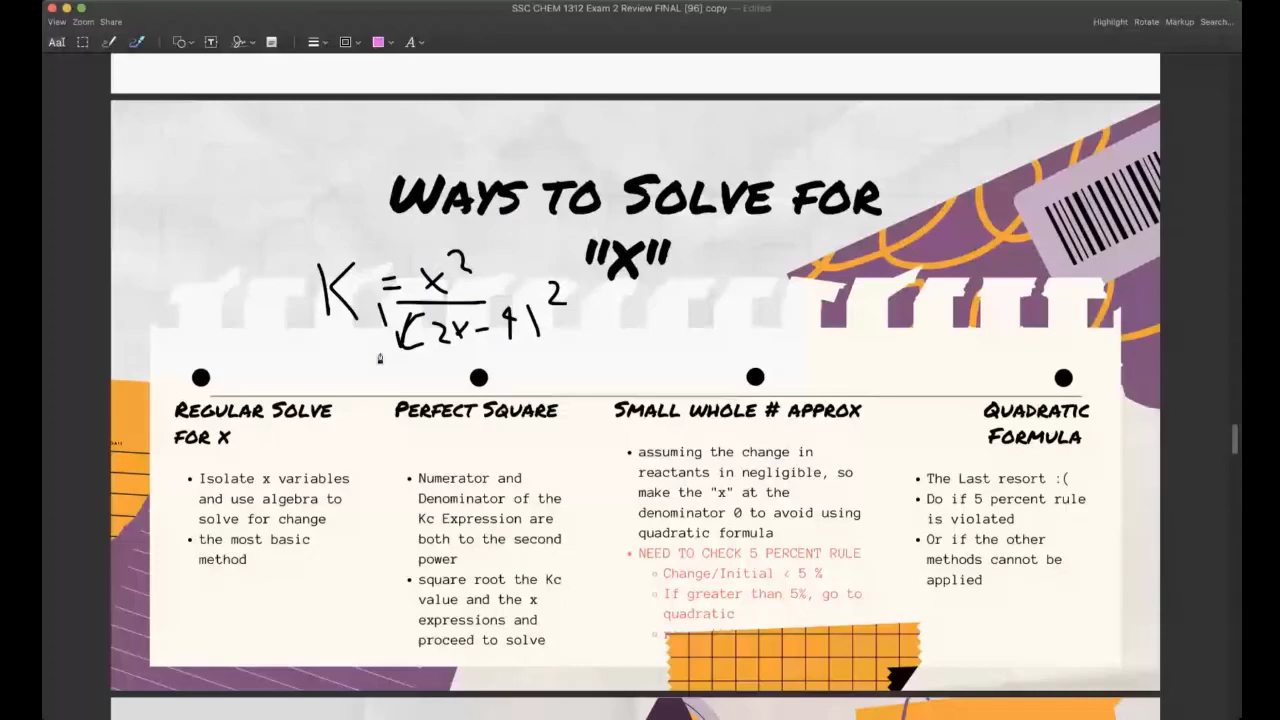 SSC CHEM 1312 Exam 2 Review FINAL [96] copy — Edited
View Zoom Share
Highlight Rotate Markup Search...
AaI
WAYS TO SOLVE FOR
"X"
K = x²
√(2x-4)²
REGULAR SOLVE
FOR X
• Isolate x variables
and use algebra to
solve for change
• the most basic
method
PERFECT SQUARE
• Numerator and
Denominator of the
Kc Expression are
both to the second
power
• square root the Kc
value and the x
expressions and
proceed to solve
SMALL WHOLE # APPROX
• assuming the change in
reactants in negligible, so
make the "x" at the
denominator 0 to avoid using
quadratic formula
• NEED TO CHECK 5 PERCENT RULE
○ Change/Initial < 5 %
○ If greater than 5%, go to
quadratic
QUADRATIC
FORMULA
• The Last resort :(
• Do if 5 percent rule
is violated
• Or if the other
methods cannot be
applied